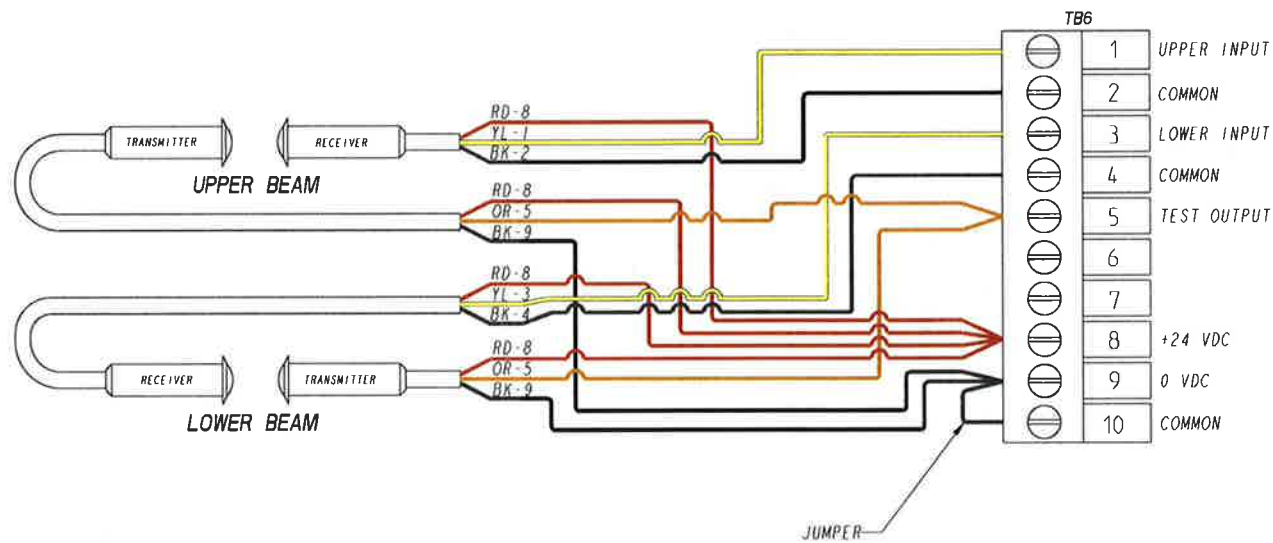 TB6
1 UPPER INPUT
2 COMMON
3 LOWER INPUT
4 COMMON
5 TEST OUTPUT
6
7
8 +24 VDC
9 0 VDC
10 COMMON
TRANSMITTER
RECEIVER
UPPER BEAM
RD-8
YL-1
BK-2
RD-8
OR-5
BK-9
RD-8
YL-3
BK-4
RD-8
OR-5
BK-9
RECEIVER
TRANSMITTER
LOWER BEAM
JUMPER